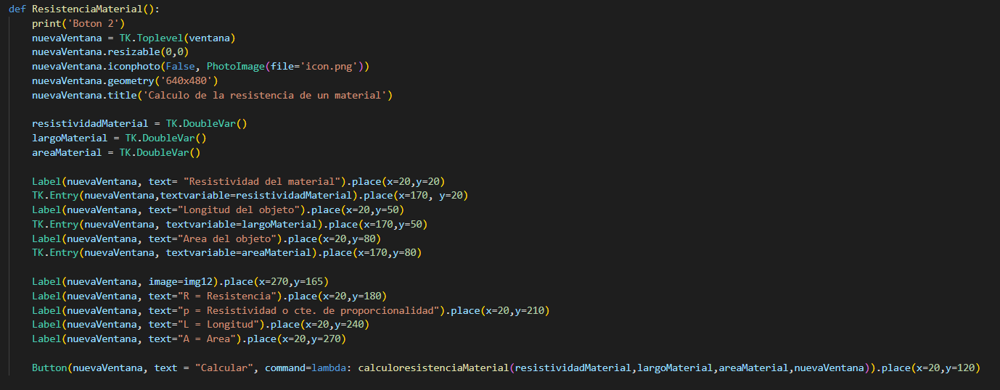 def ResistenciaMaterial():
    print('Boton 2')
    nuevaVentana = TK.Toplevel(ventana)
    nuevaVentana.resizable(0,0)
    nuevaVentana.iconphoto(False, PhotoImage(file='icon.png'))
    nuevaVentana.geometry('640x480')
    nuevaVentana.title('Calculo de la resistencia de un material')

    resistividadMaterial = TK.DoubleVar()
    largoMaterial = TK.DoubleVar()
    areaMaterial = TK.DoubleVar()

    Label(nuevaVentana, text= "Resistividad del material").place(x=20,y=20)
    TK.Entry(nuevaVentana,textvariable=resistividadMaterial).place(x=170, y=20)
    Label(nuevaVentana, text="Longitud del objeto").place(x=20,y=50)
    TK.Entry(nuevaVentana, textvariable=largoMaterial).place(x=170,y=50)
    Label(nuevaVentana, text="Area del objeto").place(x=20,y=80)
    TK.Entry(nuevaVentana, textvariable=areaMaterial).place(x=170,y=80)

    Label(nuevaVentana, image=img12).place(x=270,y=165)
    Label(nuevaVentana, text="R = Resistencia").place(x=20,y=180)
    Label(nuevaVentana, text="p = Resistividad o cte. de proporcionalidad").place(x=20,y=210)
    Label(nuevaVentana, text="L = Longitud").place(x=20,y=240)
    Label(nuevaVentana, text="A = Area").place(x=20,y=270)

    Button(nuevaVentana, text = "Calcular", command=lambda: calculoresistenciaMaterial(resistividadMaterial,largoMaterial,areaMaterial,nuevaVentana)).place(x=20,y=120)